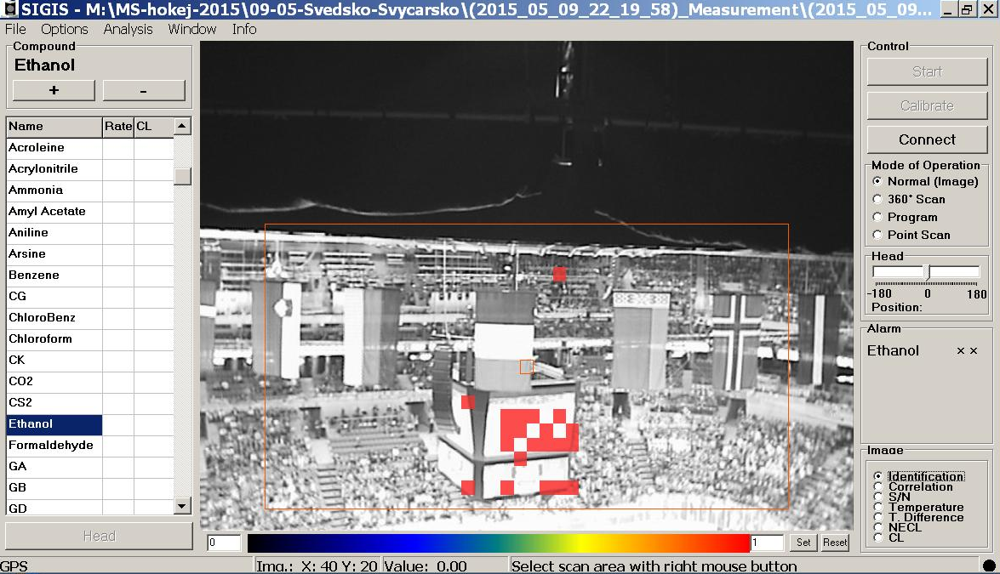 SIGIS - M:\MS-hokej-2015\09-05-Svedsko-Svycarsko\(2015_05_09_22_19_58)_Measurement\(2015_05_09...
File Options Analysis Window Info
Compound
Ethanol
+ -
Name Rate CL
Acroleine
Acrylonitrile
Ammonia
Amyl Acetate
Aniline
Arsine
Benzene
CG
ChloroBenz
Chloroform
CK
CO2
CS2
Ethanol
Formaldehyde
GA
GB
GD
Head
0
1
Set
Reset
Control
Start
Calibrate
Connect
Mode of Operation
Normal (Image)
360° Scan
Program
Point Scan
Head
-180 0 180
Position:
Alarm
Ethanol ××
Image
Identification
Correlation
S/N
Temperature
T. Difference
NECL
CL
GPS
Img.: X: 40 Y: 20
Value: 0.00
Select scan area with right mouse button